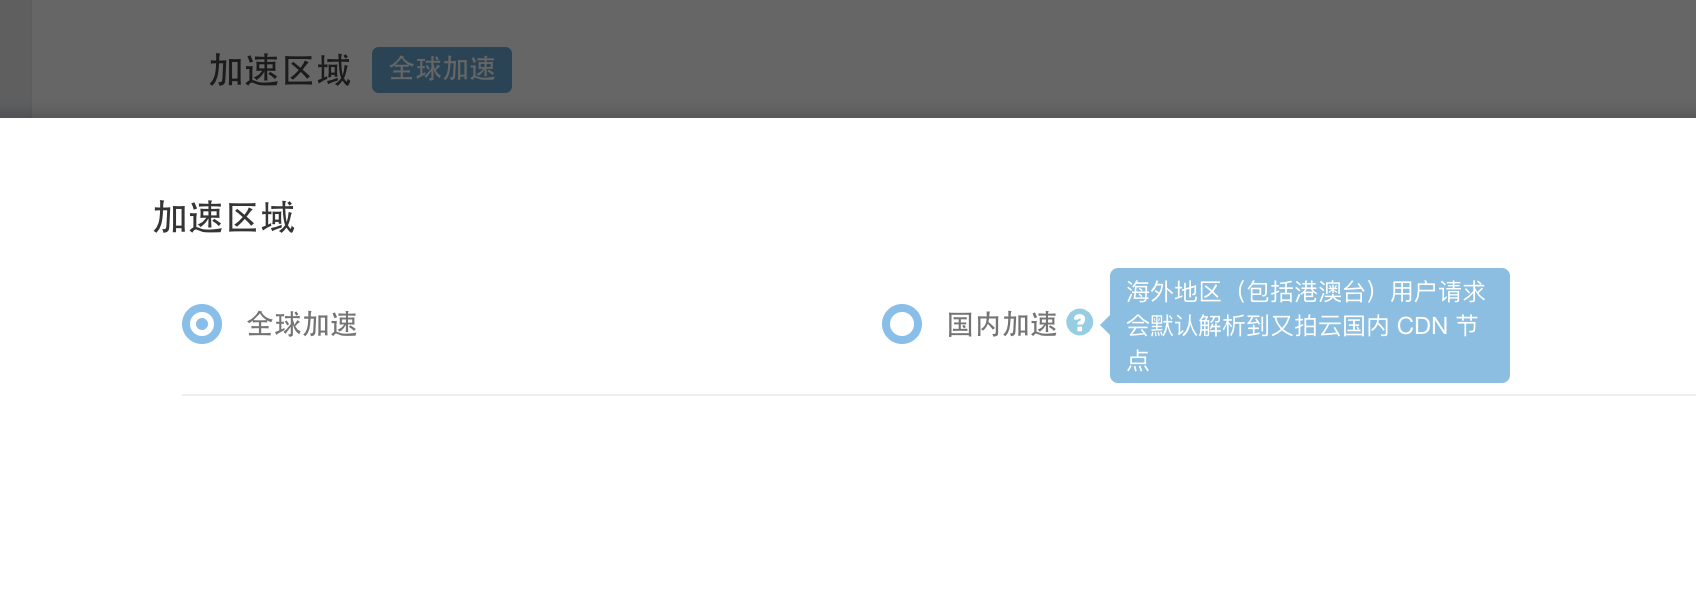 加速区域 全球加速
加速区域
全球加速 国内加速 ?
海外地区（包括港澳台）用户请求
会默认解析到又拍云国内 CDN 节
点